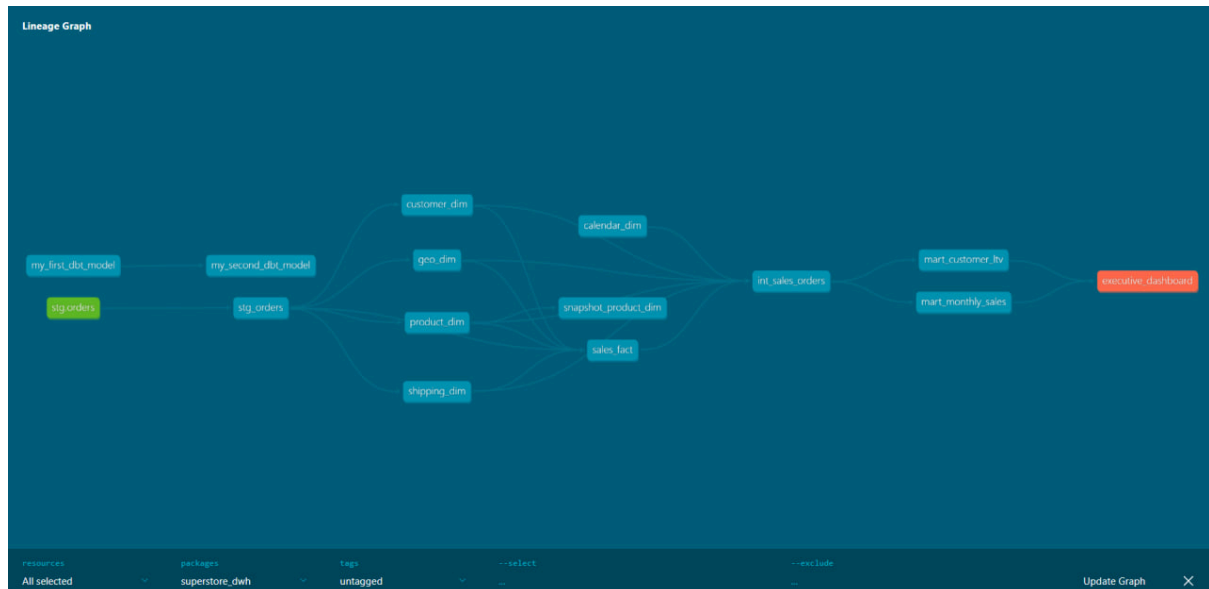 Lineage Graph
customer_dim
calendar_dim
my_first_dbt_model
my_second_dbt_model
geo_dim
mart_customer_ltv
int_sales_orders
executive_dashboard
stg.orders
stg_orders
snapshot_product_dim
mart_monthly_sales
product_dim
sales_fact
shipping_dim
resources packages tags --select --exclude
All selected superstore_dwh untagged ... ... Update Graph